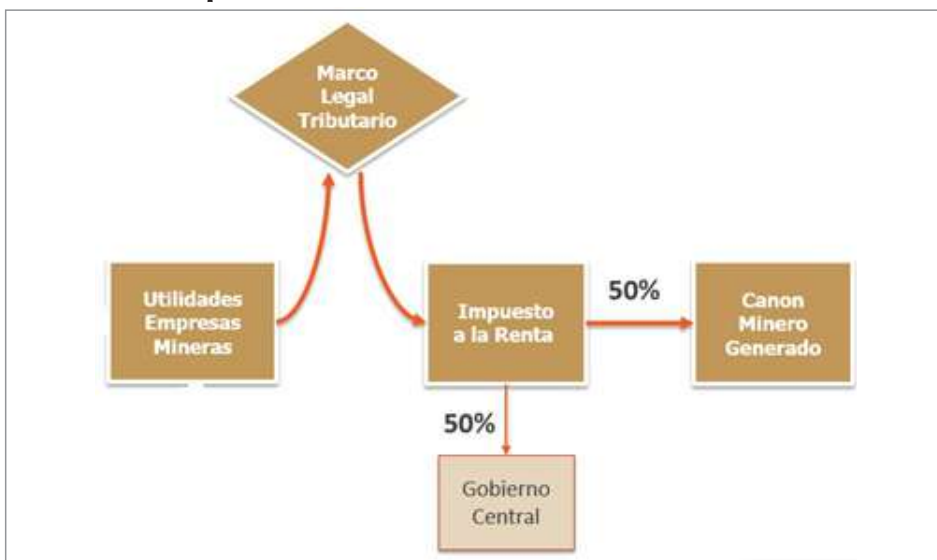 Marco
Legal
Tributario
Utilidades
Empresas
Mineras
Impuesto
a la Renta
50%
Canon
Minero
Generado
50%
Gobierno
Central